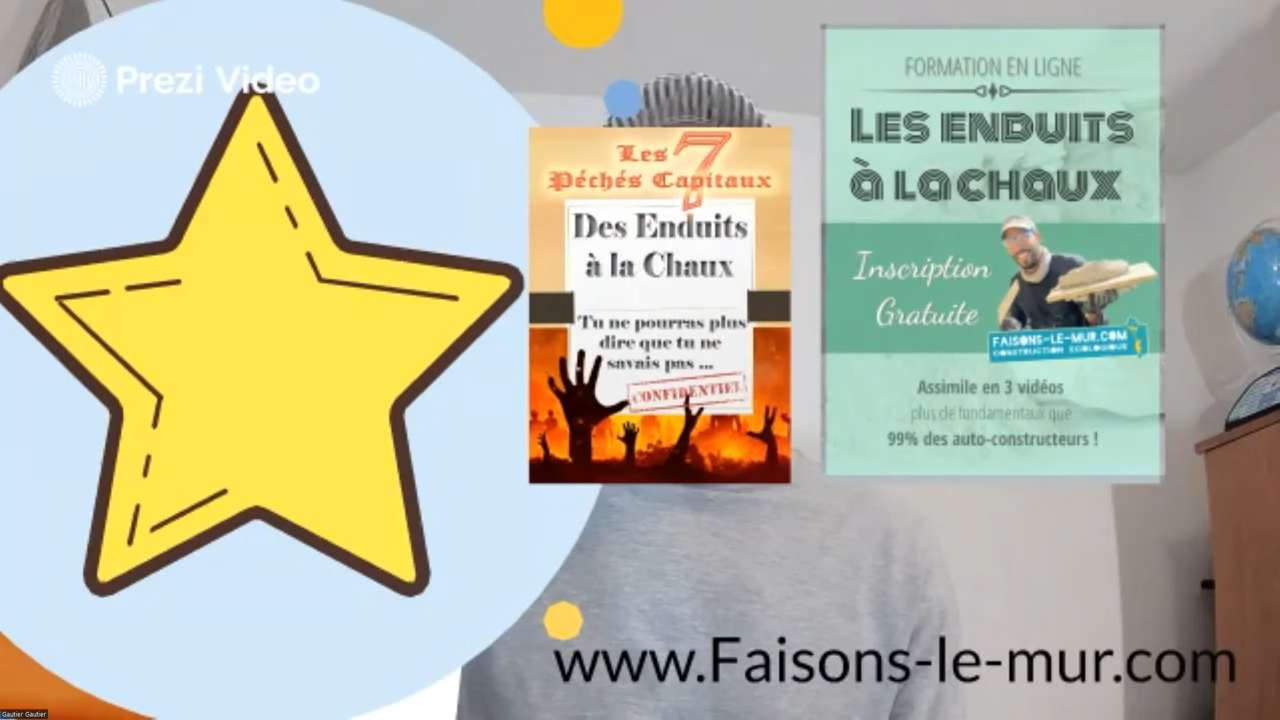 Prezi Video
Les 7
Péchés Capitaux
Des Enduits
à la Chaux
Tu ne pourras plus
dire que tu ne
savais pas ...
CONFIDENTIEL
FORMATION EN LIGNE
LES ENDUITS
à LA CHAUX
Inscription
Gratuite
FAISONS-LE-MUR.COM
CONSTRUCTION ECOLOGIQUE
Assimile en 3 vidéos
plus de fondamentaux que
99% des auto-constructeurs !
www.Faisons-le-mur.com
Gautier Gautier